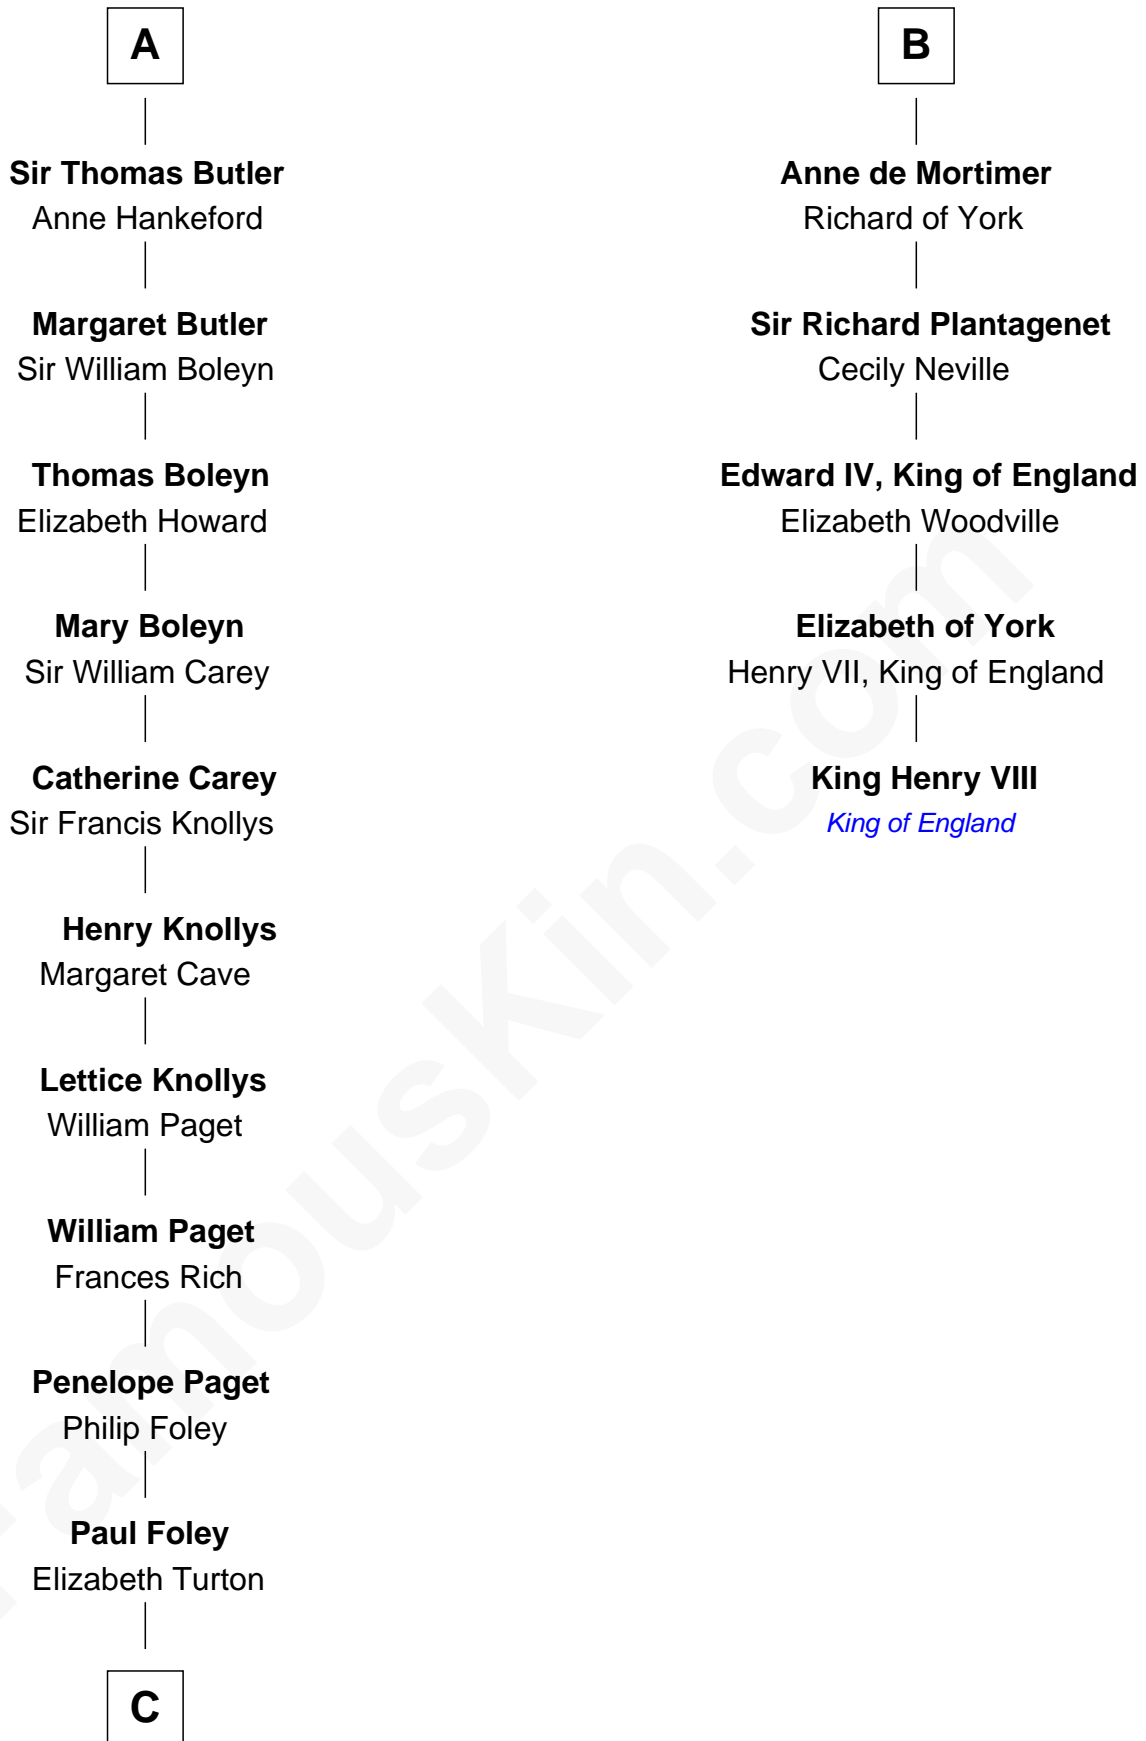 A
Sir Thomas Butler
Anne Hankeford
Margaret Butler
Sir William Boleyn
Thomas Boleyn
Elizabeth Howard
Mary Boleyn
Sir William Carey
Catherine Carey
Sir Francis Knollys
Henry Knollys
Margaret Cave
Lettice Knollys
William Paget
William Paget
Frances Rich
Penelope Paget
Philip Foley
Paul Foley
Elizabeth Turton
C
B
Anne de Mortimer
Richard of York
Sir Richard Plantagenet
Cecily Neville
Edward IV, King of England
Elizabeth Woodville
Elizabeth of York
Henry VII, King of England
King Henry VIII
King of England
FamousKin.com